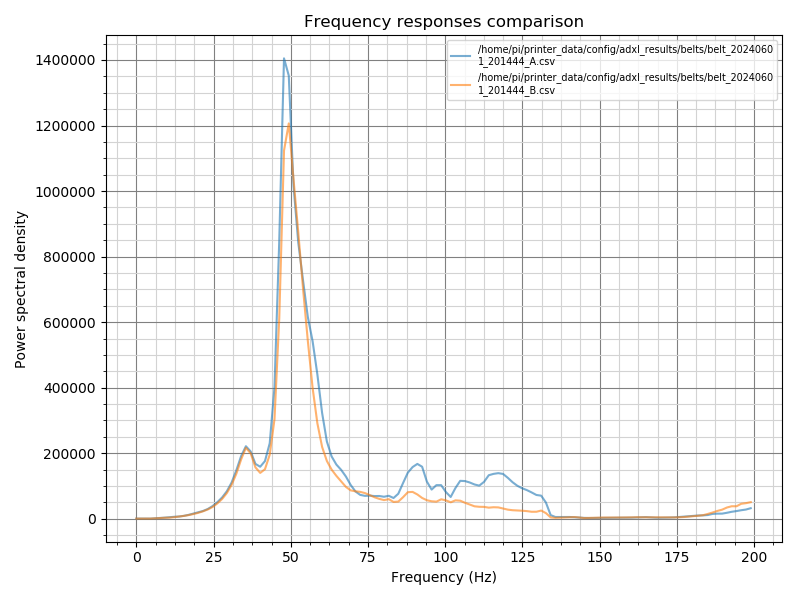 Frequency responses comparison
/home/pi/printer_data/config/adxl_results/belts/belt_2024060
1_201444_A.csv
/home/pi/printer_data/config/adxl_results/belts/belt_2024060
1_201444_B.csv
Power spectral density
1400000
1200000
1000000
800000
600000
400000
200000
0
0 25 50 75 100 125 150 175 200
Frequency (Hz)